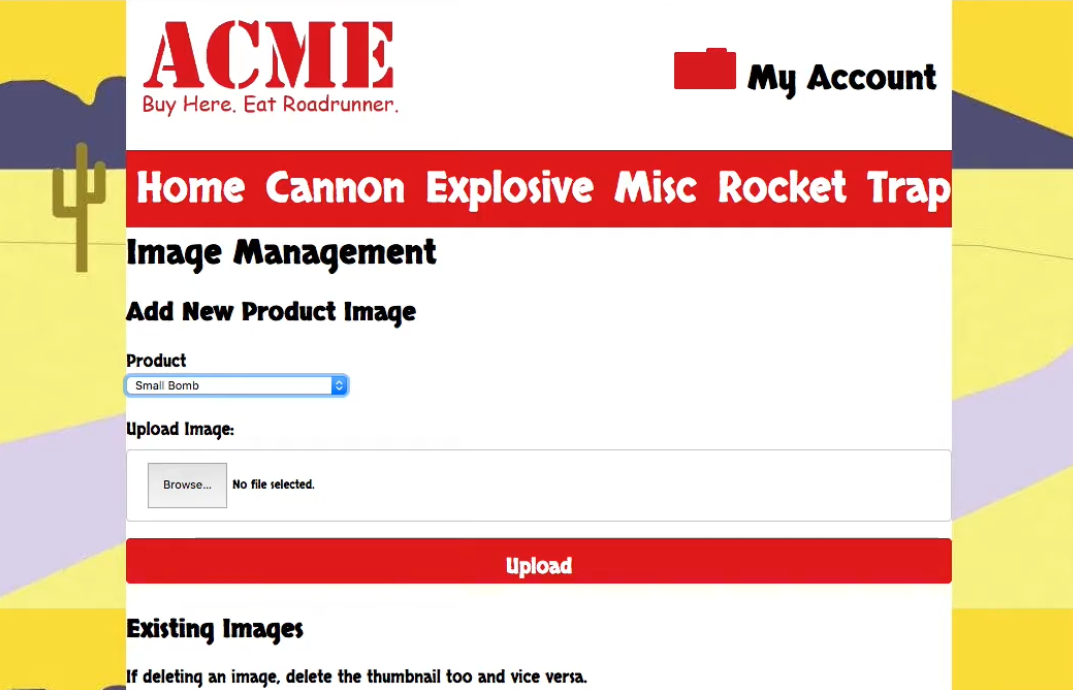 ACME
Buy Here. Eat Roadrunner.
My Account
Home Cannon Explosive Misc Rocket Trap
Image Management
Add New Product Image
Product
Small Bomb
Upload Image:
Browse... No file selected.
Upload
Existing Images
If deleting an image, delete the thumbnail too and vice versa.